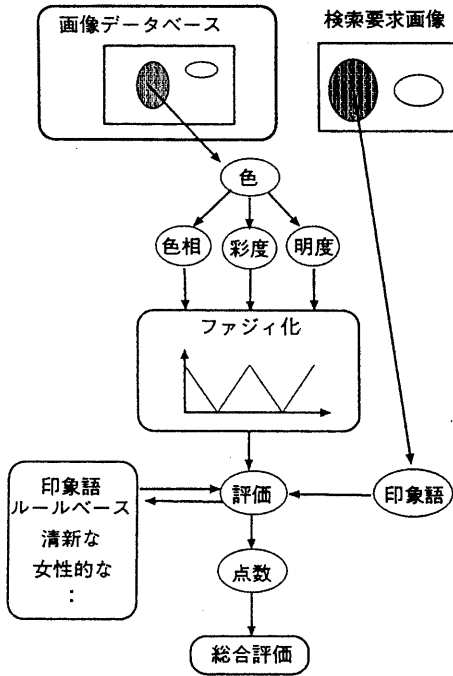 画像データベース
検索要求画像
色
色相
彩度
明度
ファジィ化
印象語
ルールベース
清新な
女性的な
:
評価
印象語
点数
総合評価